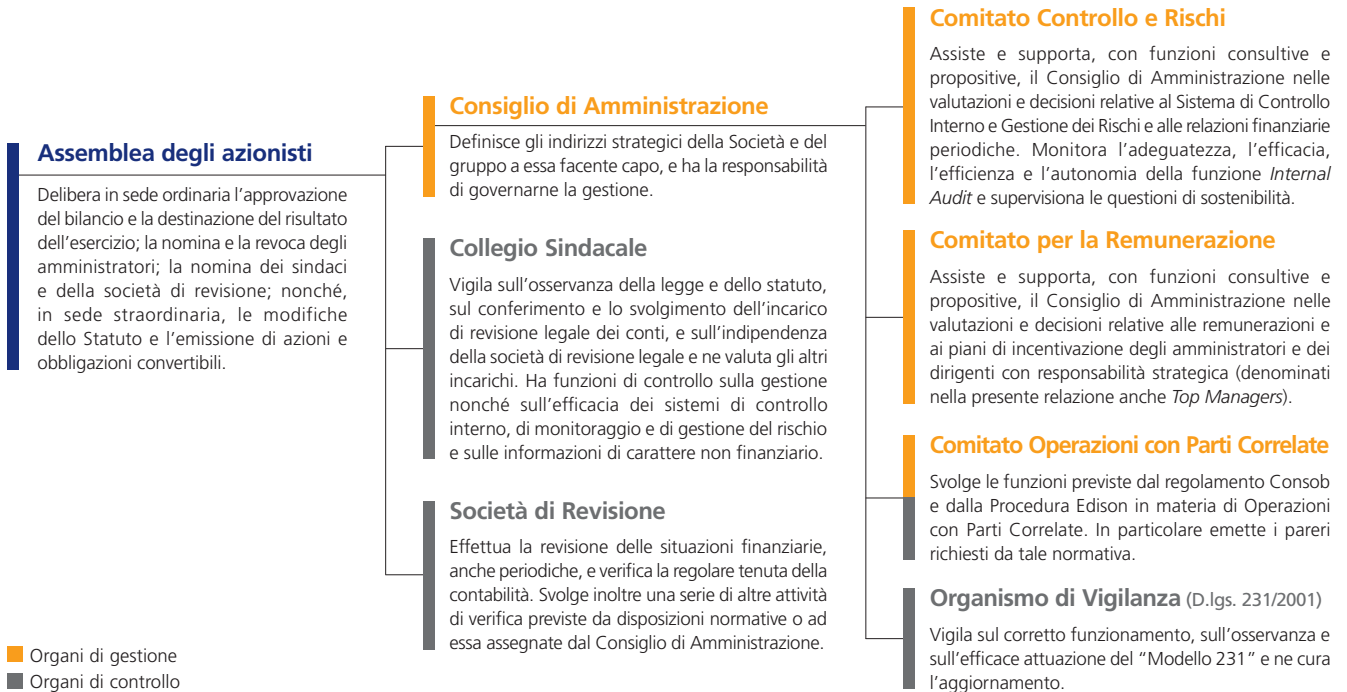 Assemblea degli azionisti
Delibera in sede ordinaria l'approvazione
del bilancio e la destinazione del risultato
dell'esercizio; la nomina e la revoca degli
amministratori; la nomina dei sindaci
e della società di revisione; nonché,
in sede straordinaria, le modifiche
dello Statuto e l'emissione di azioni e
obbligazioni convertibili.
Consiglio di Amministrazione
Definisce gli indirizzi strategici della Società e del
gruppo a essa facente capo, e ha la responsabilità
di governarne la gestione.
Collegio Sindacale
Vigila sull'osservanza della legge e dello statuto,
sul conferimento e lo svolgimento dell'incarico
di revisione legale dei conti, e sull'indipendenza
della società di revisione legale e ne valuta gli altri
incarichi. Ha funzioni di controllo sulla gestione
nonché sull'efficacia dei sistemi di controllo
interno, di monitoraggio e di gestione del rischio
e sulle informazioni di carattere non finanziario.
Società di Revisione
Effettua la revisione delle situazioni finanziarie,
anche periodiche, e verifica la regolare tenuta della
contabilità. Svolge inoltre una serie di altre attività
di verifica previste da disposizioni normative o ad
essa assegnate dal Consiglio di Amministrazione.
Comitato Controllo e Rischi
Assiste e supporta, con funzioni consultive e
propositive, il Consiglio di Amministrazione nelle
valutazioni e decisioni relative al Sistema di Controllo
Interno e Gestione dei Rischi e alle relazioni finanziarie
periodiche. Monitora l'adeguatezza, l'efficacia,
l'efficienza e l'autonomia della funzione Internal
Audit e supervisiona le questioni di sostenibilità.
Comitato per la Remunerazione
Assiste e supporta, con funzioni consultive e
propositive, il Consiglio di Amministrazione nelle
valutazioni e decisioni relative alle remunerazioni e
ai piani di incentivazione degli amministratori e dei
dirigenti con responsabilità strategica (denominati
nella presente relazione anche Top Managers).
Comitato Operazioni con Parti Correlate
Svolge le funzioni previste dal regolamento Consob
e dalla Procedura Edison in materia di Operazioni
con Parti Correlate. In particolare emette i pareri
richiesti da tale normativa.
Organismo di Vigilanza (D.lgs. 231/2001)
Vigila sul corretto funzionamento, sull'osservanza e
sull'efficace attuazione del "Modello 231" e ne cura
l'aggiornamento.
Organi di gestione
Organi di controllo